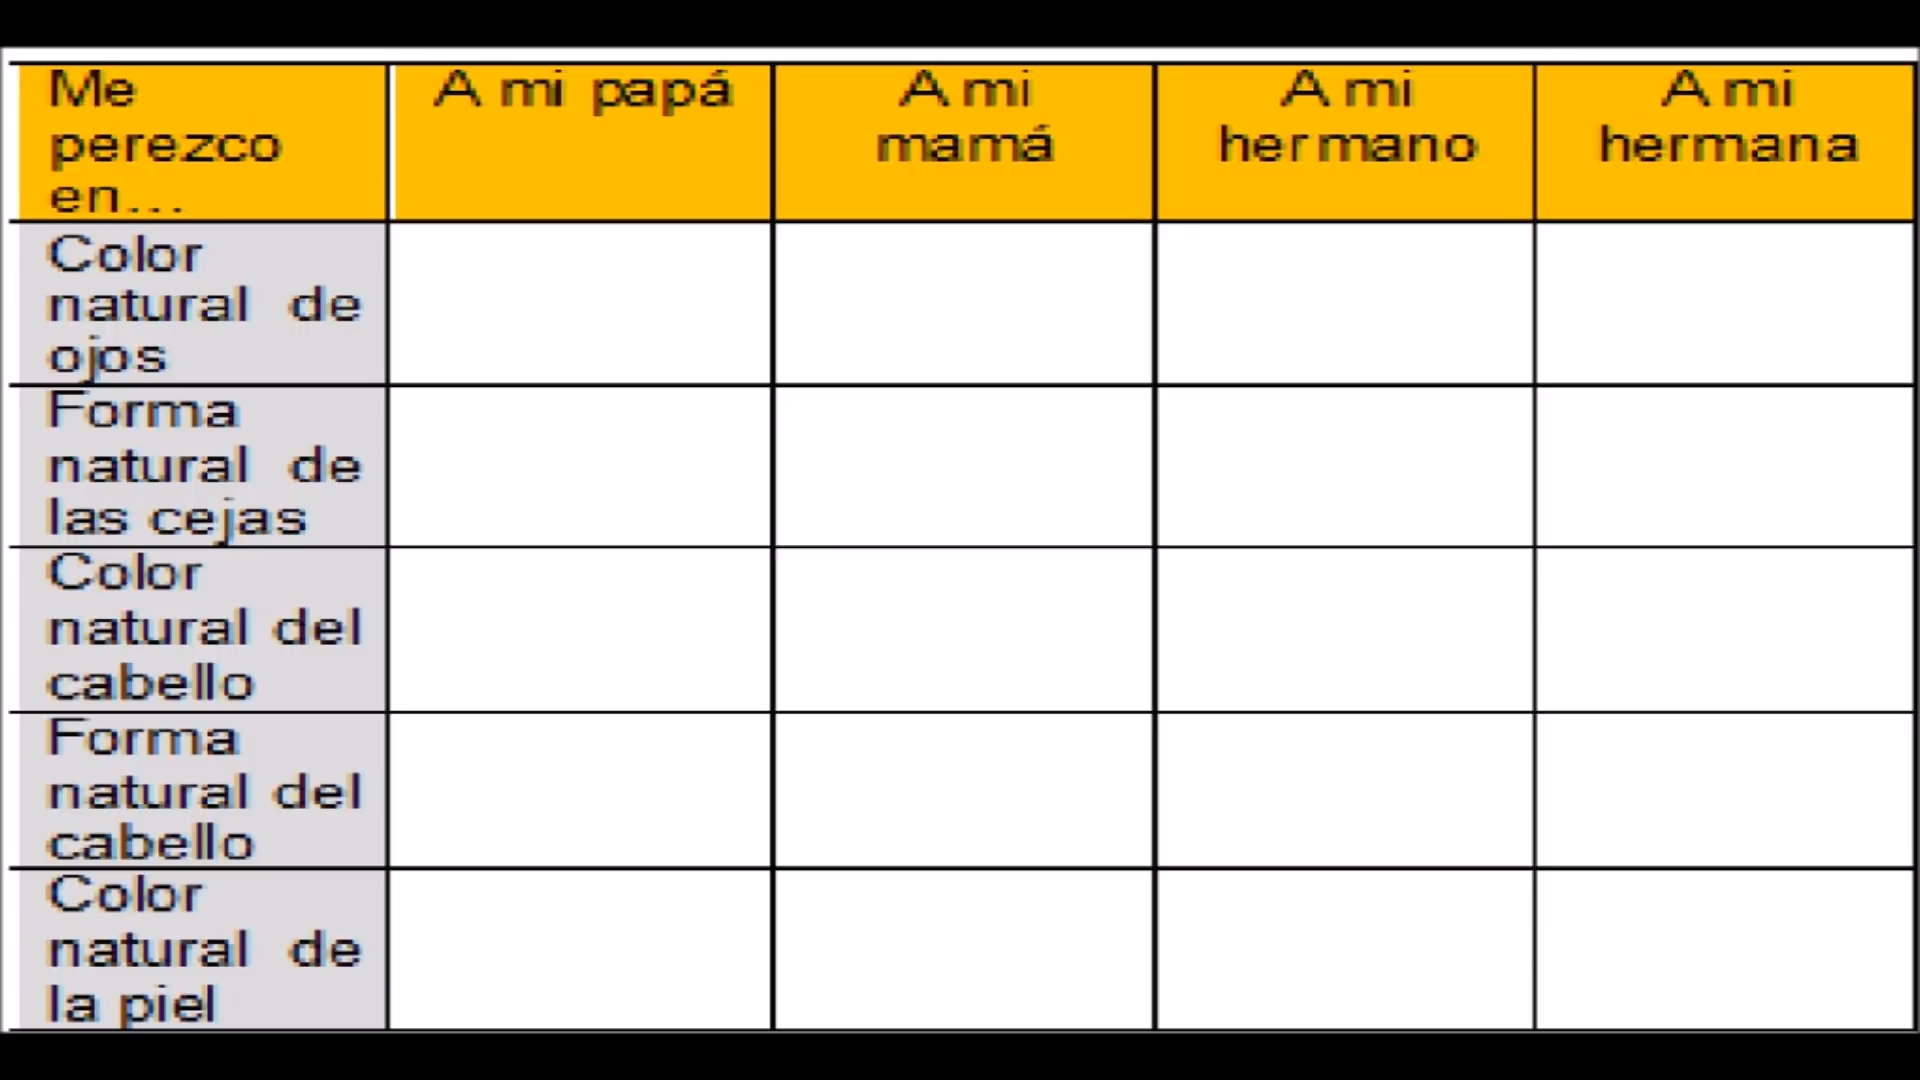 Me
perezco
en...
A mi papá
A mi
mamá
A mi
hermano
A mi
hermana
Color
natural de
ojos
Forma
natural de
las cejas
Color
natural del
cabello
Forma
natural del
cabello
Color
natural de
la piel